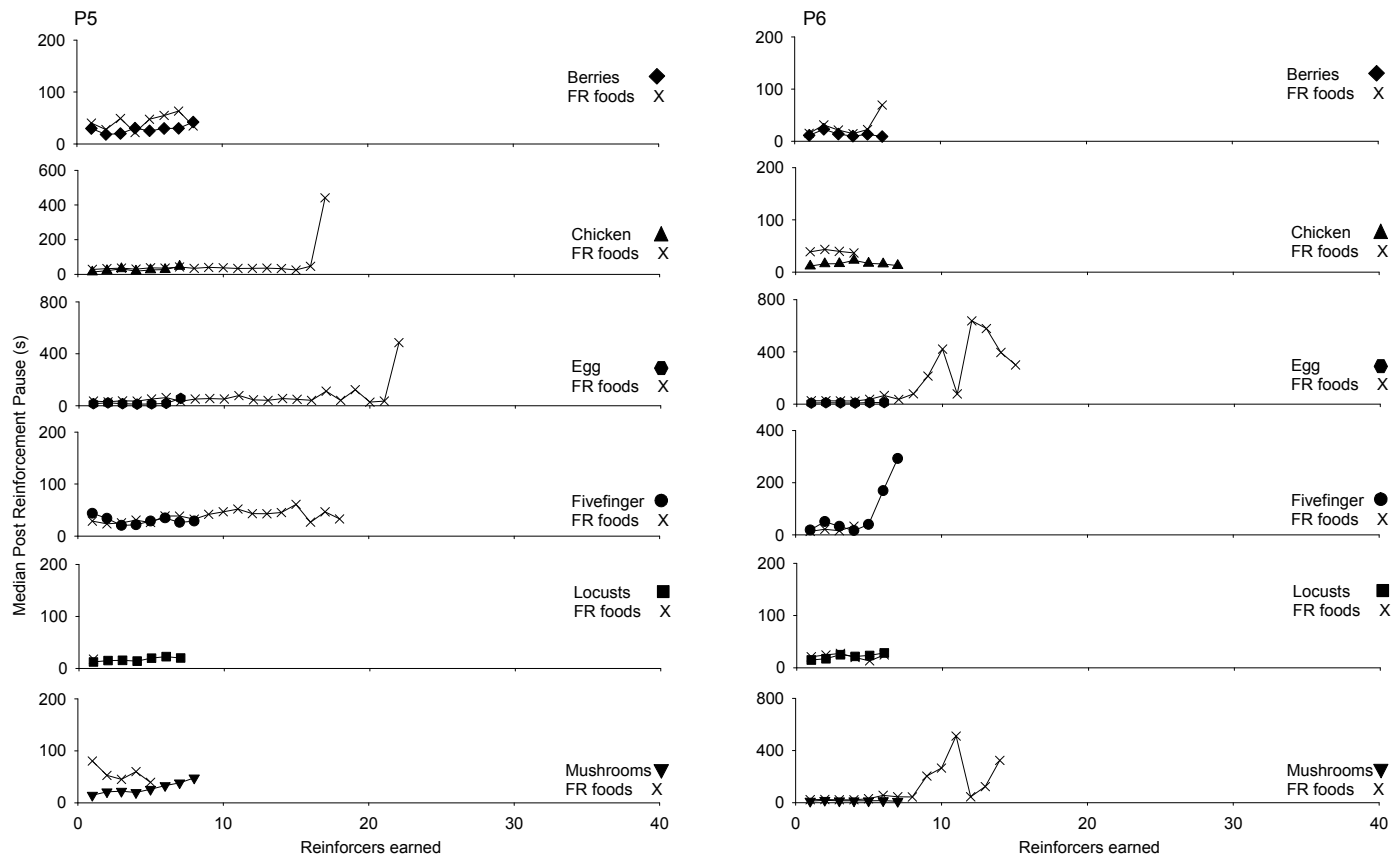 P5
200
100
0
Berries
FR foods X
600
400
200
0
Chicken
FR foods X
800
400
0
Egg
FR foods X
200
100
0
Fivefinger
FR foods X
200
100
0
Locusts
FR foods X
200
100
0
Mushrooms
FR foods X
0 10 20 30 40
Reinforcers earned
Median Post Reinforcement Pause (s)
P6
200
100
0
Berries
FR foods X
200
100
0
Chicken
FR foods X
800
400
0
Egg
FR foods X
400
200
0
Fivefinger
FR foods X
200
100
0
Locusts
FR foods X
800
400
0
Mushrooms
FR foods X
0 10 20 30 40
Reinforcers earned